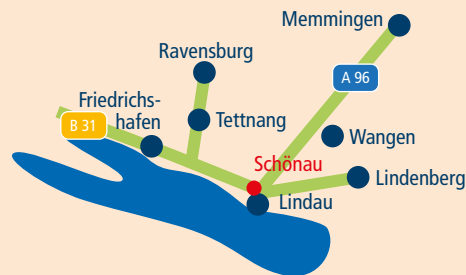 Memmingen
Ravensburg
A 96
Friedrichs-
hafen
B 31
Tettnang
Wangen
Schönau
Lindenberg
Lindau